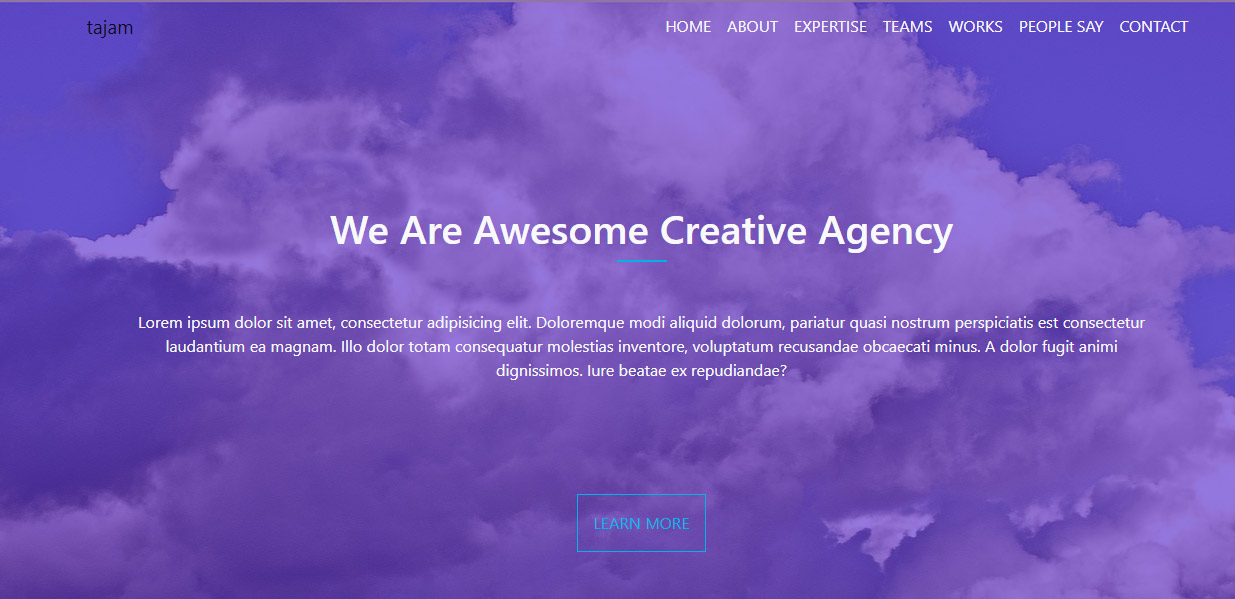 tajam
HOME ABOUT EXPERTISE TEAMS WORKS PEOPLE SAY CONTACT
We Are Awesome Creative Agency
Lorem ipsum dolor sit amet, consectetur adipisicing elit. Doloremque modi aliquid dolorum, pariatur quasi nostrum perspiciatis est consectetur
laudantium ea magnam. Illo dolor totam consequatur molestias inventore, voluptatum recusandae obcaecati minus. A dolor fugit animi
dignissimos. Iure beatae ex repudiandae?
LEARN MORE